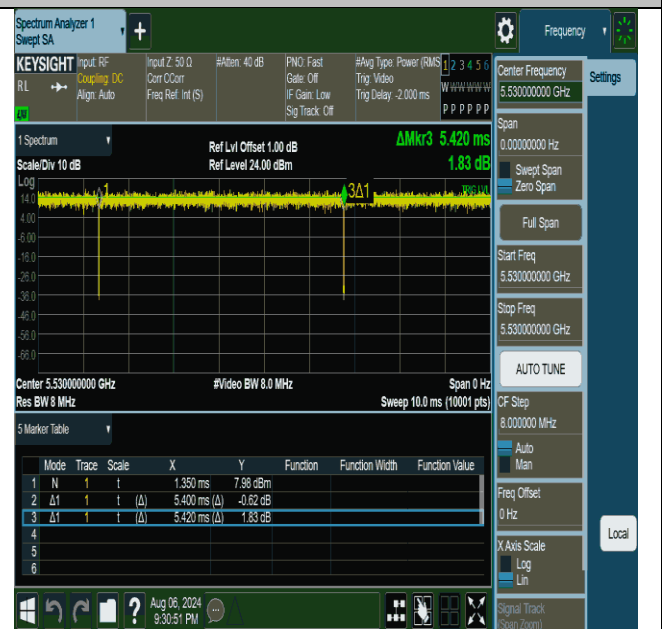 Spectrum Analyzer 1
Swept SA
+
Frequency
KEYSIGHT
RL
LXI
Input: RF
Coupling: DC
Align: Auto
Input Z: 50 Ω
Corr CCorr
Freq Ref: Int (S)
#Atten: 40 dB
PNO: Fast
Gate: Off
IF Gain: Low
Sig Track: Off
#Avg Type: Power (RMS
Trig: Video
Trig Delay: -2.000 ms
1 2 3 4 5 6
W W W W W W
P P P P P P
Center Frequency
5.530000000 GHz
Settings
Span
0.00000000 Hz
Swept Span
Zero Span
Full Span
Start Freq
5.530000000 GHz
Stop Freq
5.530000000 GHz
AUTO TUNE
CF Step
8.000000 MHz
Auto
Man
Freq Offset
0 Hz
X Axis Scale
Log
Lin
Signal Track
(Span Zoom)
Local
1 Spectrum
Scale/Div 10 dB
Ref Lvl Offset 1.00 dB
Ref Level 24.00 dBm
ΔMkr3 5.420 ms
1.83 dB
Log
TRIG LVL
1
3Δ1
14.0
4.00
-6.00
-16.0
-26.0
-36.0
-46.0
-56.0
-66.0
Center 5.530000000 GHz
#Video BW 8.0 MHz
Span 0 Hz
Res BW 8 MHz
Sweep 10.0 ms (10001 pts)
5 Marker Table
Mode Trace Scale X Y Function Function Width Function Value
1 N 1 t 1.350 ms 7.98 dBm
2 Δ1 1 t (Δ) 5.400 ms (Δ) -0.62 dB
3 Δ1 1 t (Δ) 5.420 ms (Δ) 1.83 dB
4
5
6
?
Aug 06, 2024
9:30:51 PM